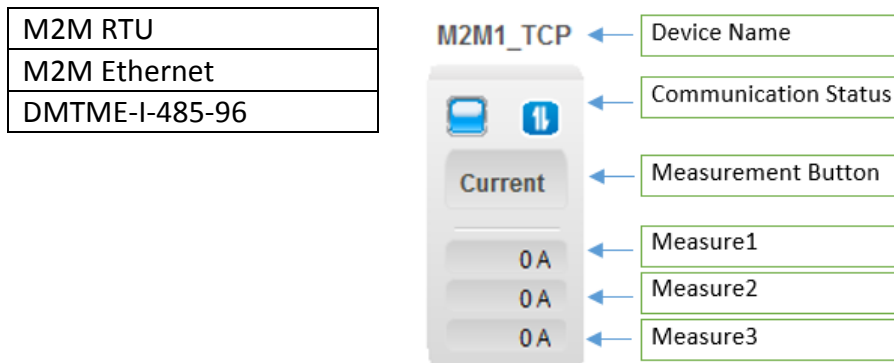 M2M RTU
M2M Ethernet
DMTME-I-485-96
M2M1_TCP
Device Name
Communication Status
Current
Measurement Button
0 A
Measure1
0 A
Measure2
0 A
Measure3